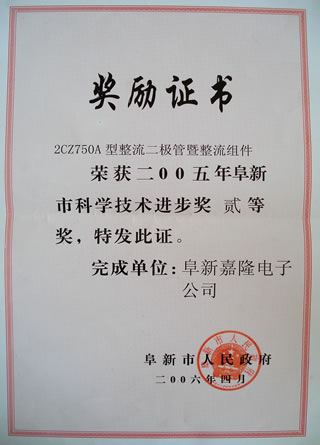 奖励证书
2CZ750A 型整流二极管暨整流组件
荣获二00五年阜新
市科学技术进步奖 贰 等
奖，特发此证。
完成单位：阜新嘉隆电子
公司
阜新市人民政府
二00六年四月